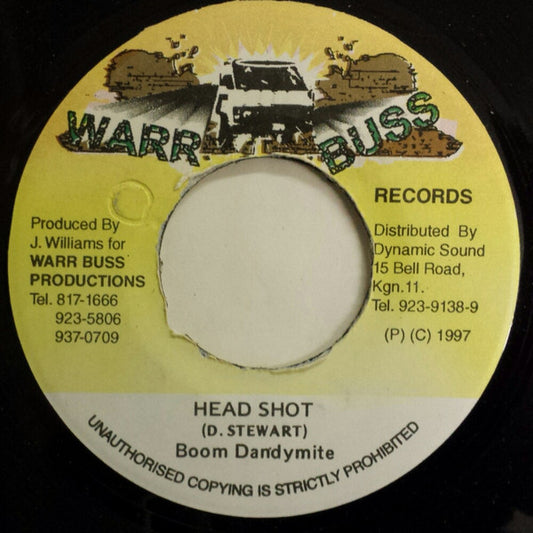 WARR BUSS
RECORDS
Produced By
J. Williams for
WARR BUSS
PRODUCTIONS
Tel. 817-1666
923-5806
937-0709
Distributed By
Dynamic Sound
15 Bell Road,
Kgn.11.
Tel. 923-9138-9
(P) (C) 1997
HEAD SHOT
(D. STEWART)
Boom Dandymite
UNAUTHORISED COPYING IS STRICTLY PROHIBITED